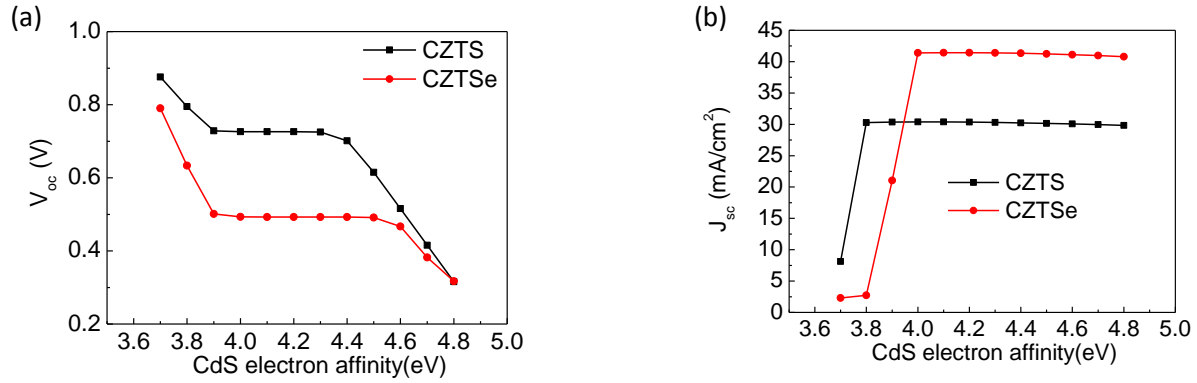 (a)
1.0
0.8
0.6
0.4
0.2
V_oc (V)
CZTS
CZTSe
3.6 3.8 4.0 4.2 4.4 4.6 4.8 5.0
CdS electron affinity(eV)
(b)
45
40
35
30
25
20
15
10
5
0
J_sc (mA/cm²)
CZTS
CZTSe
3.6 3.8 4.0 4.2 4.4 4.6 4.8 5.0
CdS electron affinity(eV)